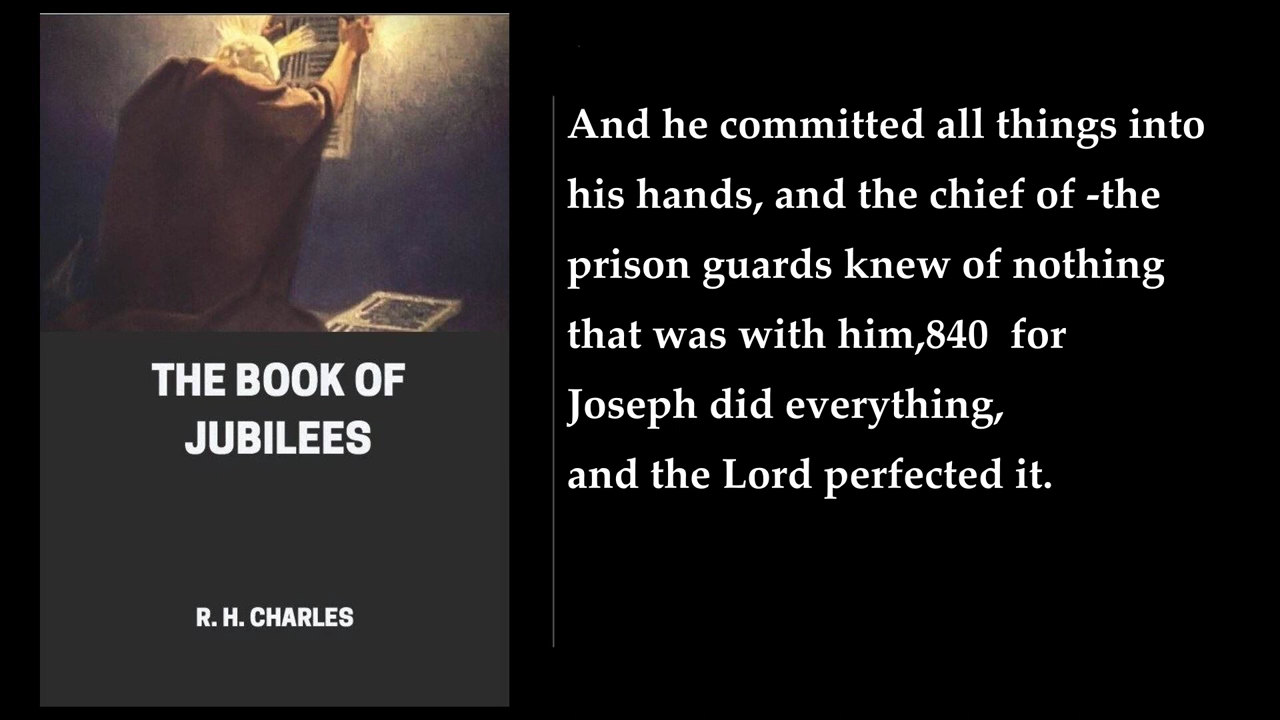 THE BOOK OF
JUBILEES
R. H. CHARLES
And he committed all things into
his hands, and the chief of -the
prison guards knew of nothing
that was with him,840  for
Joseph did everything,
and the Lord perfected it.